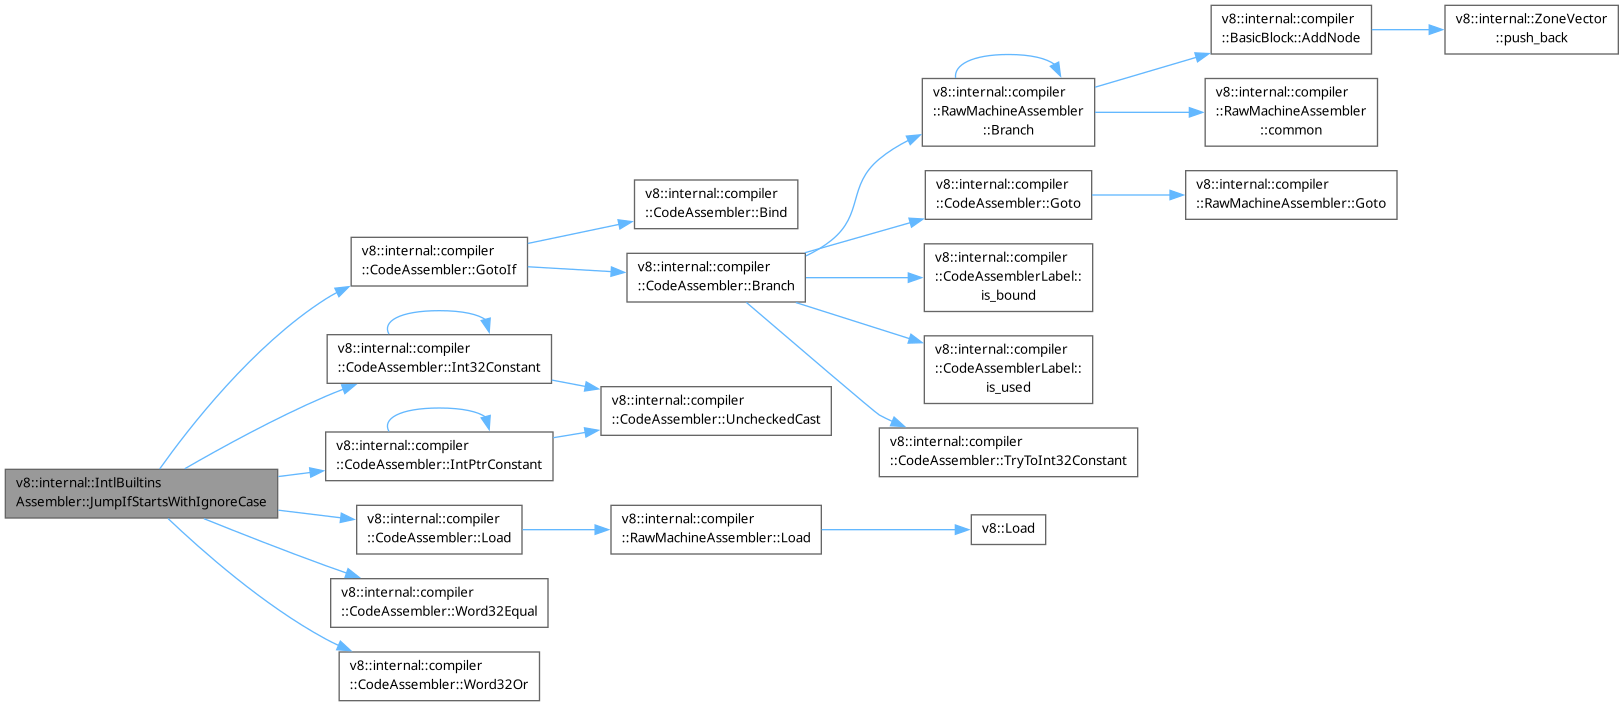 v8::internal::IntlBuiltins
Assembler::JumpIfStartsWithIgnoreCase
v8::internal::compiler
::CodeAssembler::GotoIf
v8::internal::compiler
::CodeAssembler::Bind
v8::internal::compiler
::CodeAssembler::Branch
v8::internal::compiler
::RawMachineAssembler
::Branch
v8::internal::compiler
::BasicBlock::AddNode
v8::internal::ZoneVector
::push_back
v8::internal::compiler
::RawMachineAssembler
::common
v8::internal::compiler
::CodeAssembler::Goto
v8::internal::compiler
::RawMachineAssembler::Goto
v8::internal::compiler
::CodeAssemblerLabel::
is_bound
v8::internal::compiler
::CodeAssemblerLabel::
is_used
v8::internal::compiler
::CodeAssembler::TryToInt32Constant
v8::internal::compiler
::CodeAssembler::Int32Constant
v8::internal::compiler
::CodeAssembler::UncheckedCast
v8::internal::compiler
::CodeAssembler::IntPtrConstant
v8::internal::compiler
::CodeAssembler::Load
v8::internal::compiler
::RawMachineAssembler::Load
v8::Load
v8::internal::compiler
::CodeAssembler::Word32Equal
v8::internal::compiler
::CodeAssembler::Word32Or